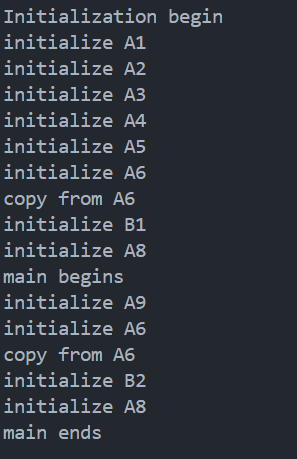 Initialization begin
initialize A1
initialize A2
initialize A3
initialize A4
initialize A5
initialize A6
copy from A6
initialize B1
initialize A8
main begins
initialize A9
initialize A6
copy from A6
initialize B2
initialize A8
main ends